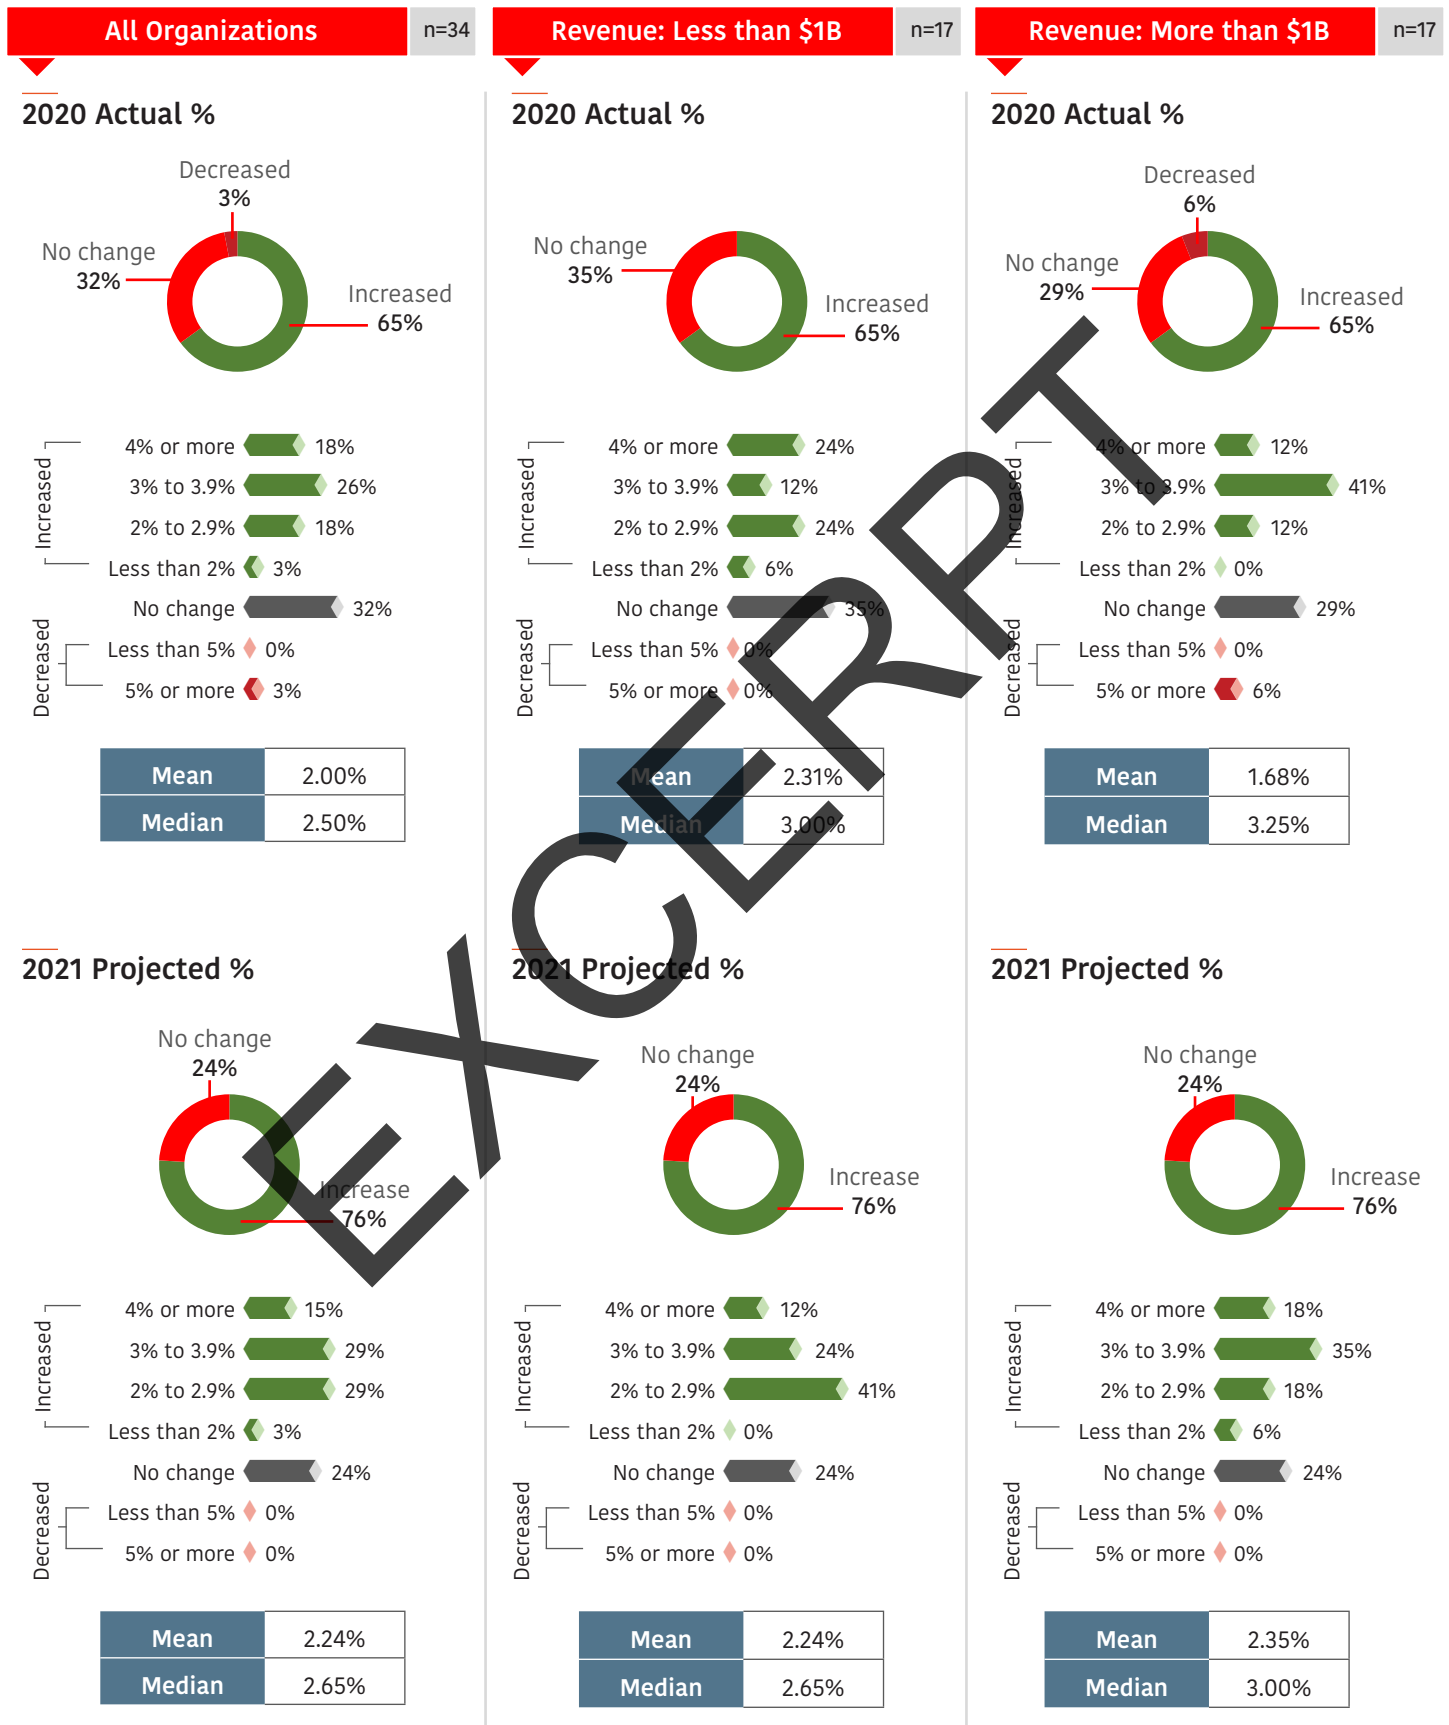 All Organizations n=34
2020 Actual %
Decreased
3%
No change
32%
Increased
65%
Increased
4% or more 18%
3% to 3.9% 26%
2% to 2.9% 18%
Less than 2% 3%
No change 32%
Decreased
Less than 5% 0%
5% or more 3%
Mean 2.00%
Median 2.50%
2021 Projected %
No change
24%
Increase
76%
Increased
4% or more 15%
3% to 3.9% 29%
2% to 2.9% 29%
Less than 2% 3%
No change 24%
Decreased
Less than 5% 0%
5% or more 0%
Mean 2.24%
Median 2.65%
Revenue: Less than $1B n=17
2020 Actual %
No change
35%
Increased
65%
Increased
4% or more 24%
3% to 3.9% 12%
2% to 2.9% 24%
Less than 2% 6%
No change 35%
Decreased
Less than 5% 0%
5% or more 0%
Mean 2.31%
Median 3.00%
2021 Projected %
No change
24%
Increase
76%
Increased
4% or more 12%
3% to 3.9% 24%
2% to 2.9% 41%
Less than 2% 0%
No change 24%
Decreased
Less than 5% 0%
5% or more 0%
Mean 2.24%
Median 2.65%
Revenue: More than $1B n=17
2020 Actual %
Decreased
6%
No change
29%
Increased
65%
Increased
4% or more 12%
3% to 3.9% 41%
2% to 2.9% 12%
Less than 2% 0%
No change 29%
Decreased
Less than 5% 0%
5% or more 6%
Mean 1.68%
Median 3.25%
2021 Projected %
No change
24%
Increase
76%
Increased
4% or more 18%
3% to 3.9% 35%
2% to 2.9% 18%
Less than 2% 6%
No change 24%
Decreased
Less than 5% 0%
5% or more 0%
Mean 2.35%
Median 3.00%
EXCERPT